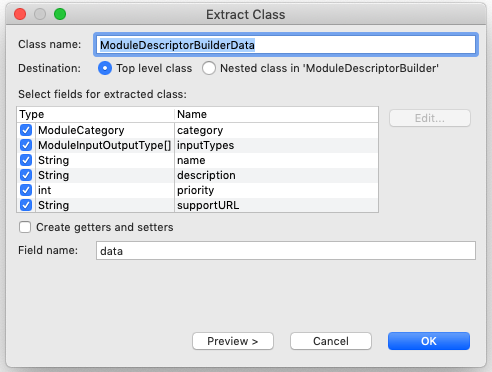 Extract Class
Class name: ModuleDescriptorBuilderData
Destination: Top level class Nested class in 'ModuleDescriptorBuilder'
Select fields for extracted class:
Type Name
ModuleCategory category
ModuleInputOutputType[] inputTypes
String name
String description
int priority
String supportURL
Edit...
Create getters and setters
Field name: data
Preview > Cancel OK